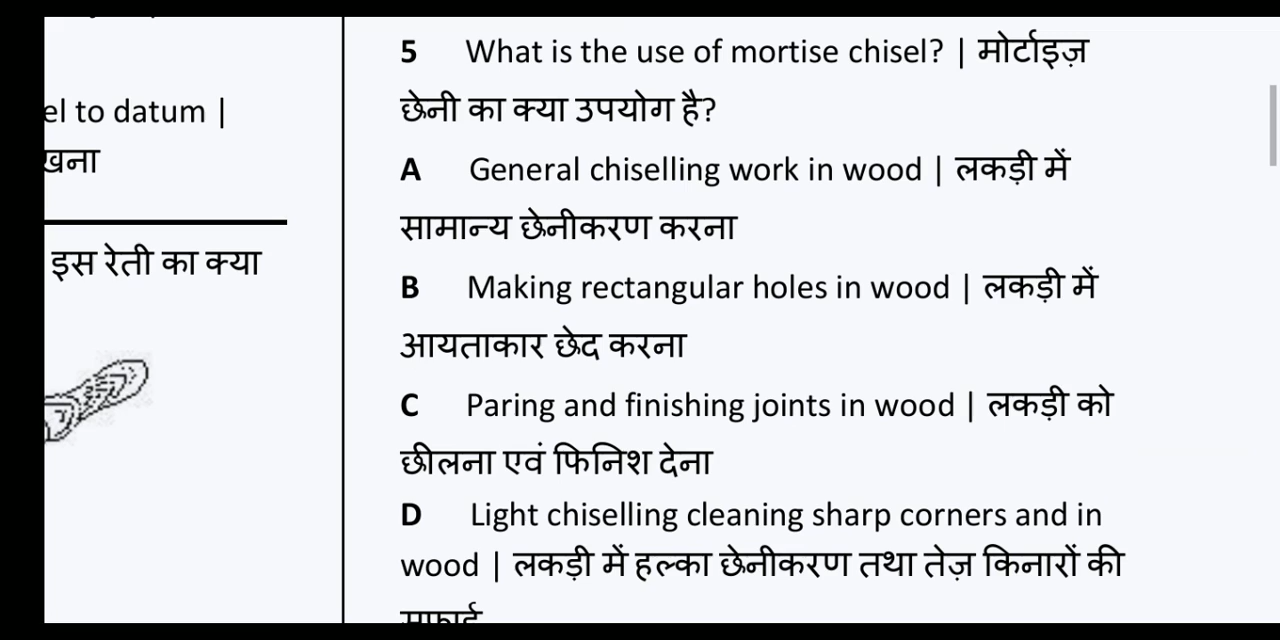 el to datum |
खना
इस रेती का क्या
5 What is the use of mortise chisel? | मोर्टाइज़
छेनी का क्या उपयोग है?
A General chiselling work in wood | लकड़ी में
सामान्य छेनीकरण करना
B Making rectangular holes in wood | लकड़ी में
आयताकार छेद करना
C Paring and finishing joints in wood | लकड़ी को
छीलना एवं फिनिश देना
D Light chiselling cleaning sharp corners and in
wood | लकड़ी में हल्का छेनीकरण तथा तेज़ किनारों की